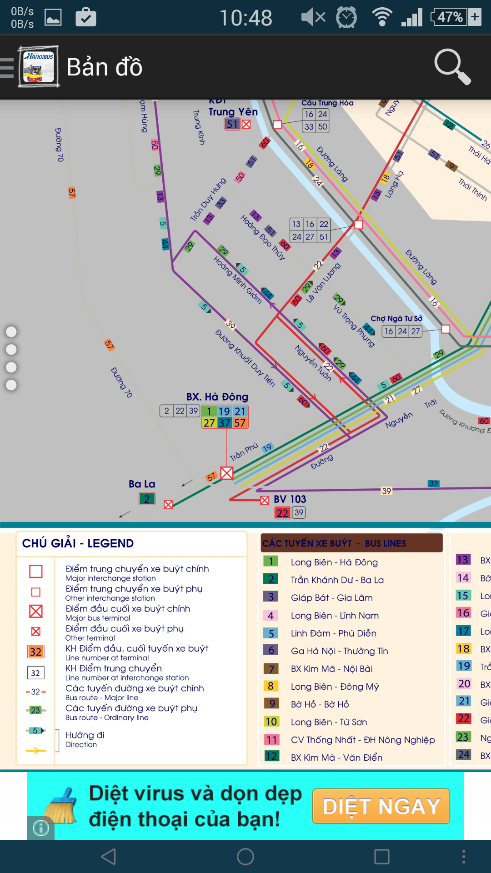 0B/s
0B/s
10:48
47%
HANOIBUS
Bản đồ
KĐT
Trung Yên
51
Cầu Trung Hòa
16 24
33 50
Đường 70
Trung Kính
Đường Láng
Láng Hạ
Thái Hà
Thái Thịnh
Trần Duy Hưng
Hoàng Đạo Thúy
13 16 22
24 27 51
Hoàng Minh Giám
Lê Văn Lương
Vũ Trọng Phụng
Đường Láng
Chợ Ngã Tư Sở
16 24 27
Đường Khuất Duy Tiến
Nguyễn Tuân
Đường 70
BX. Hà Đông
2 22 39 1 19 21
27 37 57
Nguyễn
Trãi
Trần Phú
Đường
Ba La
2
BV 103
22 39
39
37
CHÚ GIẢI - LEGEND
Điểm trung chuyển xe buýt chính
Major interchange station
Điểm trung chuyển xe buýt phụ
Other interchange station
Điểm đầu cuối xe buýt chính
Major bus terminal
Điểm đầu cuối xe buýt phụ
Other terminal
32 KH Điểm đầu, cuối tuyến xe buýt
Line number at terminal
32 KH Điểm trung chuyển
Line number at interchange station
32 Các tuyến đường xe buýt chính
Bus route - Major line
23 Các tuyến đường xe buýt phụ
Bus route - Ordinary line
5 Hướng đi
Direction
CÁC TUYẾN XE BUÝT - BUS LINES
1 Long Biên - Hà Đông
2 Trần Khánh Dư - Ba La
3 Giáp Bát - Gia Lâm
4 Long Biên - Lĩnh Nam
5 Linh Đàm - Phú Diễn
6 Ga Hà Nội - Thường Tín
7 BX Kim Mã - Nội Bài
8 Long Biên - Đông Mỹ
9 Bờ Hồ - Bờ Hồ
10 Long Biên - Từ Sơn
11 CV Thống Nhất - ĐH Nông Nghiệp
12 BX Kim Mã - Văn Điển
13 BX
14 Bờ
15 Lo
16 Gi
17 Lo
18 BX
19 Trầ
20 BX
21 Gi
22 Gi
23 Ng
24 BX
Diệt virus và dọn dẹp
điện thoại của bạn!
DIỆT NGAY